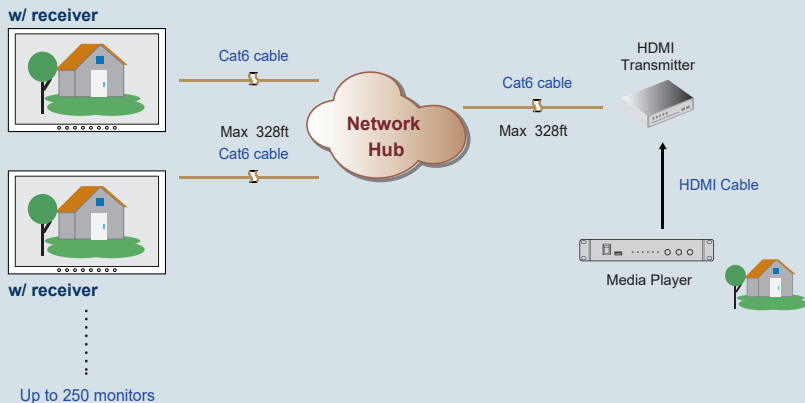 w/ receiver
Cat6 cable
Max 328ft
Cat6 cable
Network
Hub
Cat6 cable
Max 328ft
HDMI
Transmitter
HDMI Cable
Media Player
w/ receiver
Up to 250 monitors